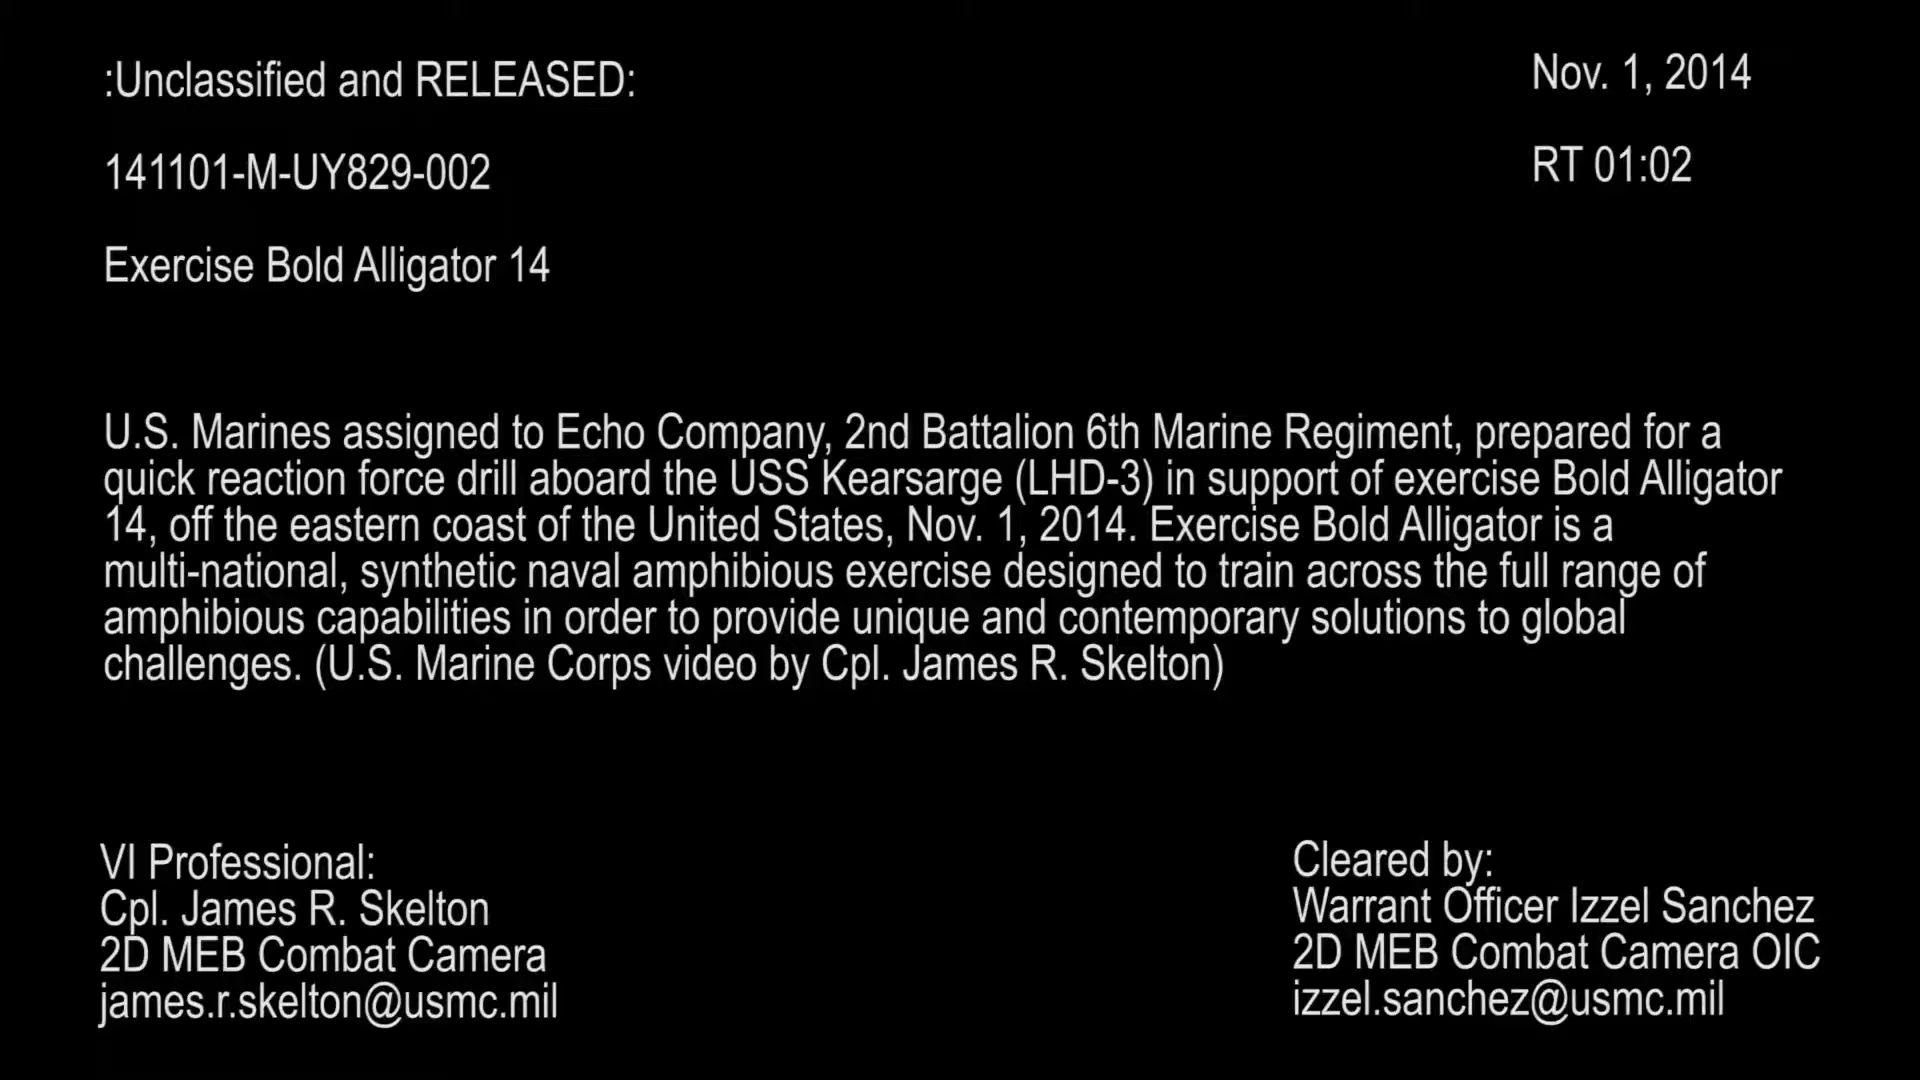 :Unclassified and RELEASED:
Nov. 1, 2014
141101-M-UY829-002
RT 01:02
Exercise Bold Alligator 14
U.S. Marines assigned to Echo Company, 2nd Battalion 6th Marine Regiment, prepared for a
quick reaction force drill aboard the USS Kearsarge (LHD-3) in support of exercise Bold Alligator
14, off the eastern coast of the United States, Nov. 1, 2014. Exercise Bold Alligator is a
multi-national, synthetic naval amphibious exercise designed to train across the full range of
amphibious capabilities in order to provide unique and contemporary solutions to global
challenges. (U.S. Marine Corps video by Cpl. James R. Skelton)
VI Professional:
Cpl. James R. Skelton
2D MEB Combat Camera
james.r.skelton@usmc.mil
Cleared by:
Warrant Officer Izzel Sanchez
2D MEB Combat Camera OIC
izzel.sanchez@usmc.mil